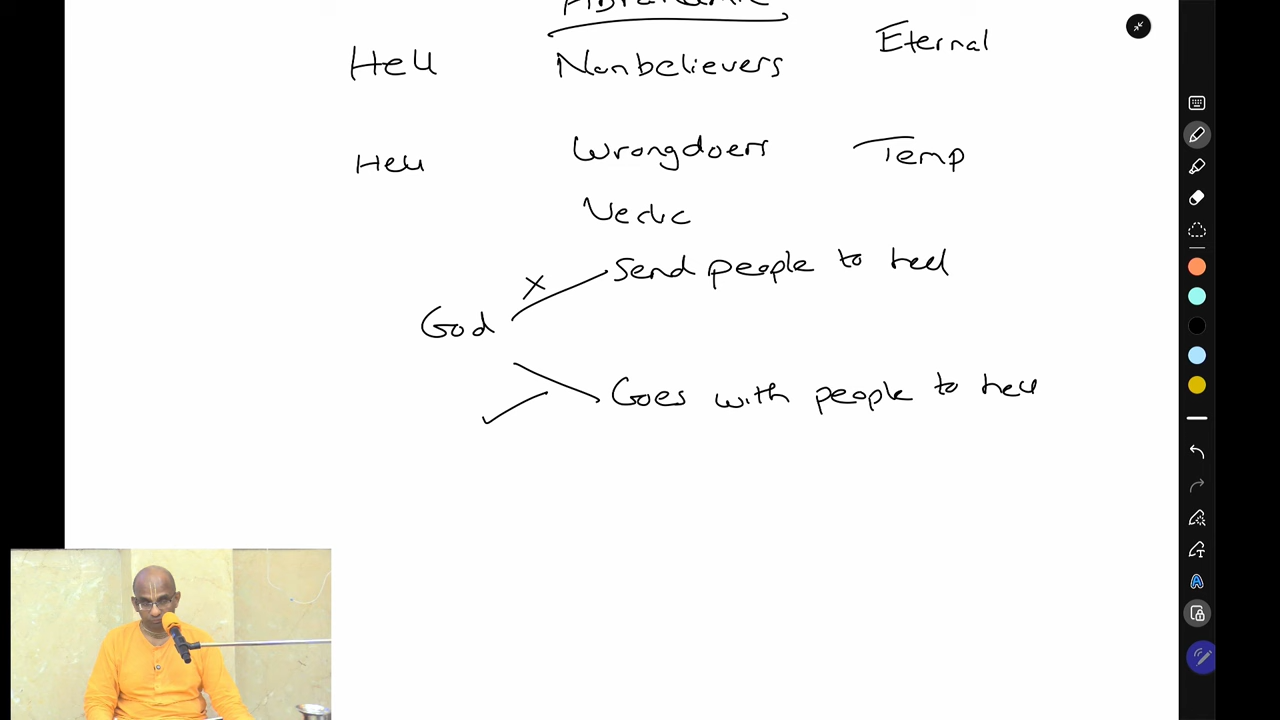 Hell Nonbelievers Eternal
Hell Wrongdoers Temp
Vedic
X Send people to hell
God
Goes with people to hell